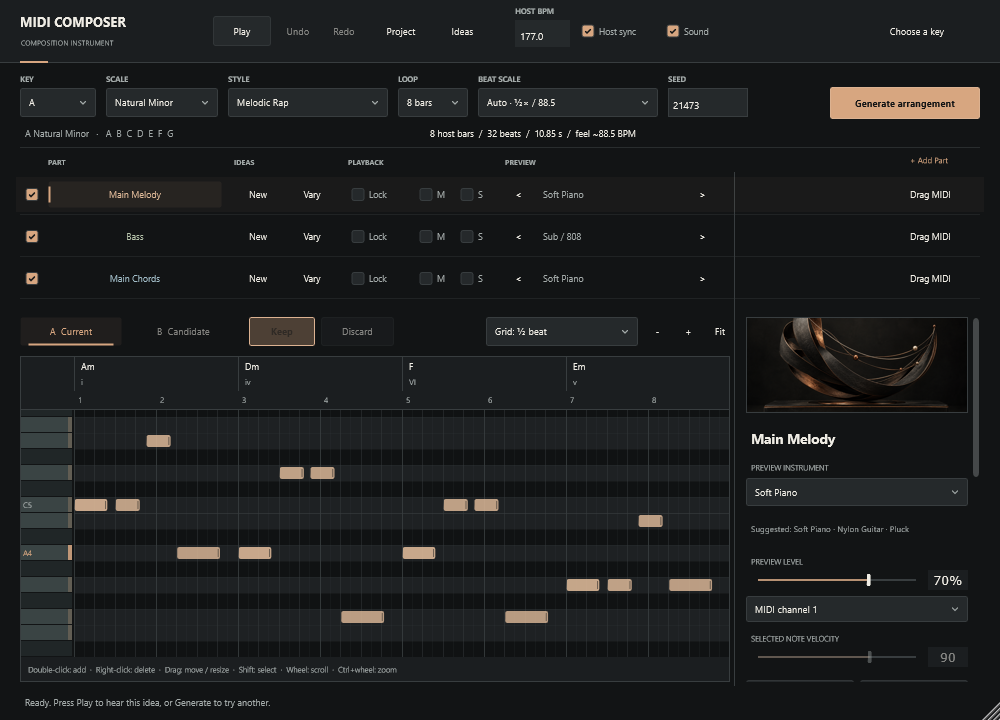 MIDI COMPOSER
COMPOSITION INSTRUMENT
Play
Undo
Redo
Project
Ideas
HOST BPM
177.0
Host sync
Sound
Choose a key
KEY
SCALE
STYLE
LOOP
BEAT SCALE
SEED
A
Natural Minor
Melodic Rap
8 bars
Auto · ½× / 88.5
21473
Generate arrangement
A Natural Minor · A B C D E F G
8 host bars / 32 beats / 10.85 s / feel ~88.5 BPM
PART
IDEAS
PLAYBACK
PREVIEW
+ Add Part
Main Melody
New
Vary
Lock
M
S
<
Soft Piano
>
Drag MIDI
Bass
New
Vary
Lock
M
S
<
Sub / 808
>
Drag MIDI
Main Chords
New
Vary
Lock
M
S
<
Soft Piano
>
Drag MIDI
A Current
B Candidate
Keep
Discard
Grid: ½ beat
-
+
Fit
Am
Dm
F
Em
i
iv
VI
v
1
2
3
4
5
6
7
8
C5
A4
Double-click: add · Right-click: delete · Drag: move / resize · Shift: select · Wheel: scroll · Ctrl+wheel: zoom
Main Melody
PREVIEW INSTRUMENT
Soft Piano
Suggested: Soft Piano · Nylon Guitar · Pluck
PREVIEW LEVEL
70%
MIDI channel 1
SELECTED NOTE VELOCITY
90
Ready. Press Play to hear this idea, or Generate to try another.